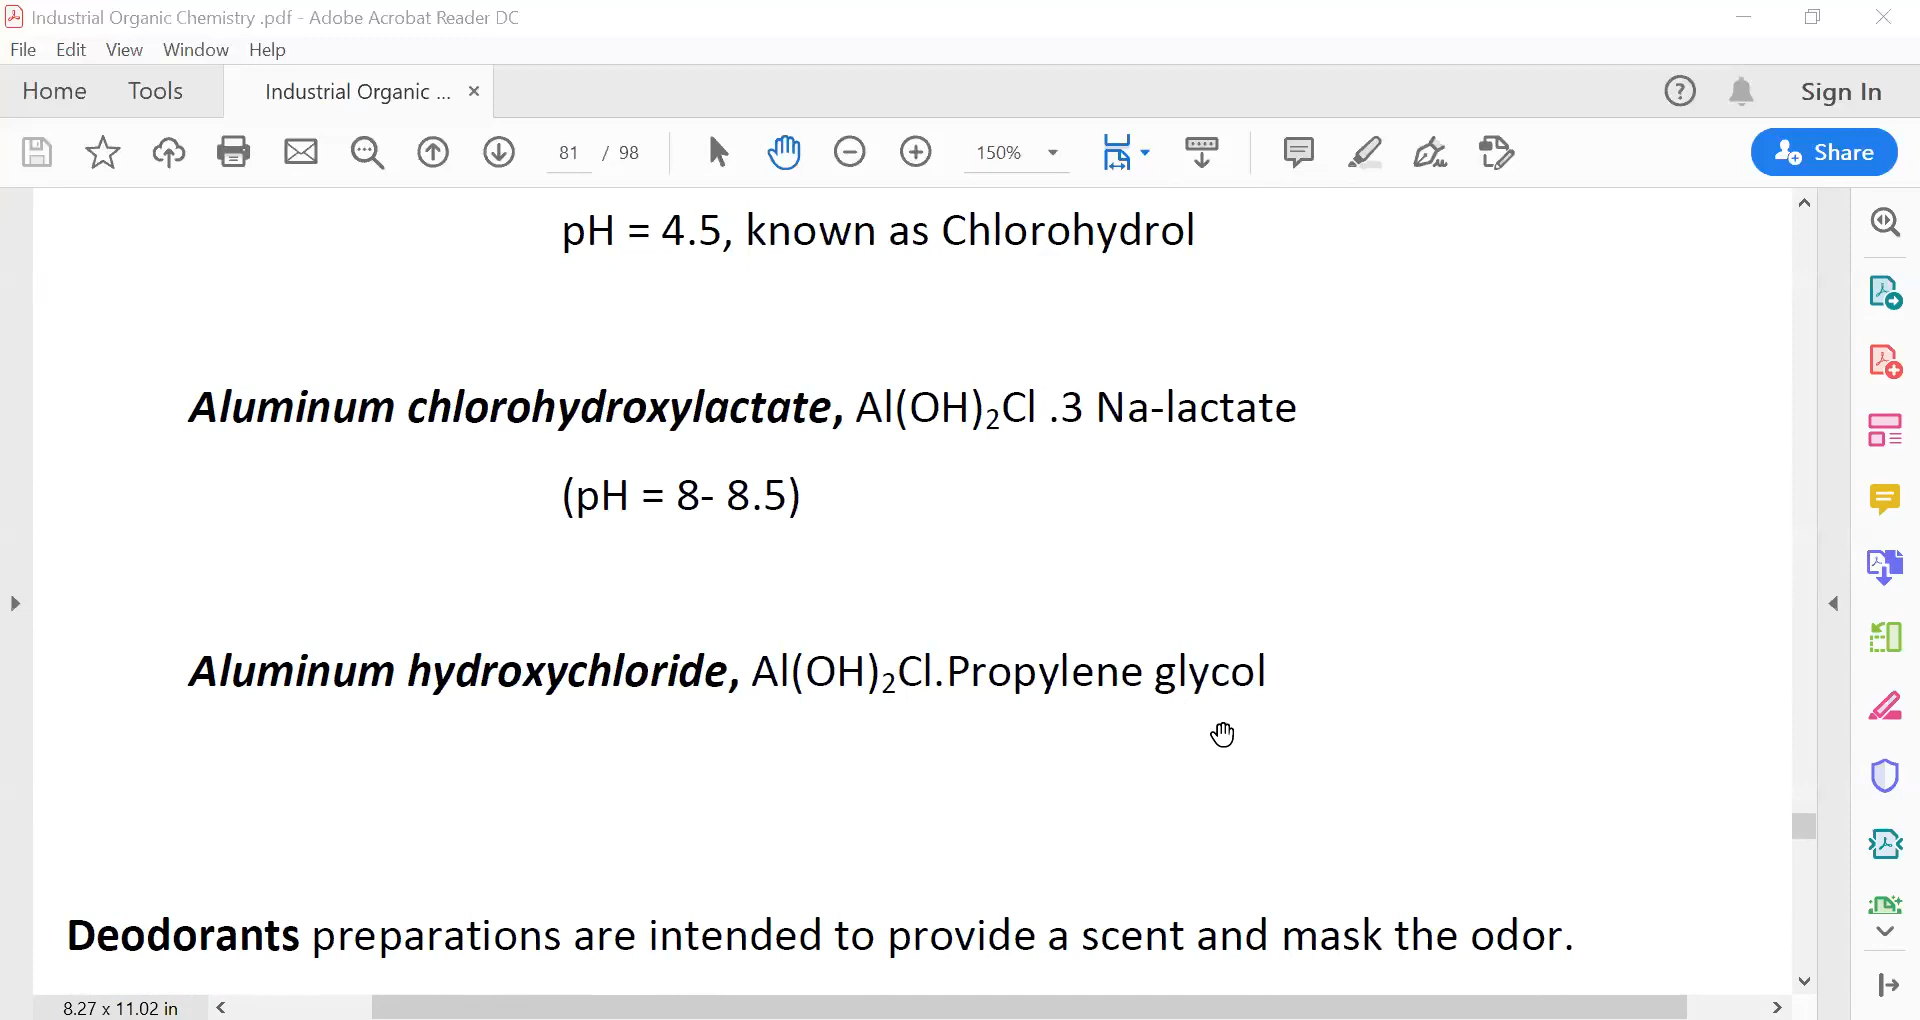 Industrial Organic Chemistry .pdf - Adobe Acrobat Reader DC
File Edit View Window Help
Home Tools Industrial Organic ... × Sign In
81 / 98 150% Share
pH = 4.5, known as Chlorohydrol
Aluminum chlorohydroxylactate, Al(OH)₂Cl .3 Na-lactate
(pH = 8- 8.5)
Aluminum hydroxychloride, Al(OH)₂Cl.Propylene glycol
Deodorants preparations are intended to provide a scent and mask the odor.
8.27 x 11.02 in